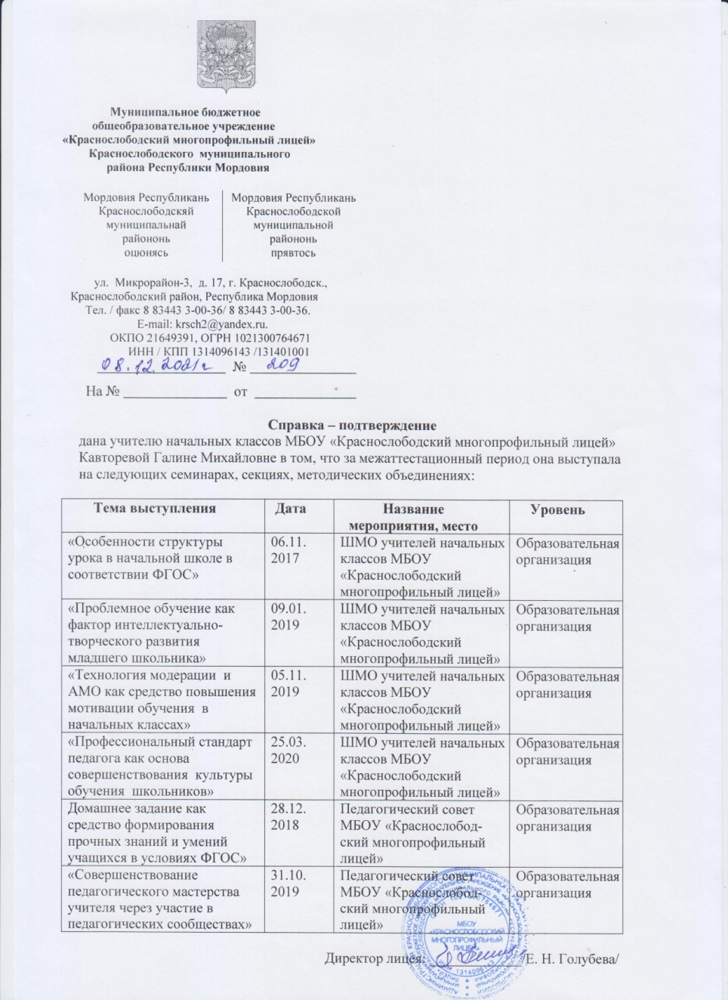 Муниципальное бюджетное
общеобразовательное учреждение
«Краснослободский многопрофильный лицей»
Краснослободского муниципального
района Республики Мордовия
Мордовия Республикань
Краснослободскяй
муниципальнай
райононь
оцюнясь
Мордовия Республикань
Краснослободской
муниципальной
райононь
прявтось
ул. Микрорайон-3, д. 17, г. Краснослободск.,
Краснослободский район, Республика Мордовия
Тел. / факс 8 83443 3-00-36/ 8 83443 3-00-36.
E-mail: krsch2@yandex.ru.
ОКПО 21649391, ОГРН 1021300764671
ИНН / КПП 1314096143 /131401001
08.12.2021г № 209
На № ______________ от ______________
Справка – подтверждение
дана учителю начальных классов МБОУ «Краснослободский многопрофильный лицей»
Кавторевой Галине Михайловне в том, что за межаттестационный период она выступала
на следующих семинарах, секциях, методических объединениях:
Тема выступления
Дата
Название
мероприятия, место
Уровень
«Особенности структуры
урока в начальной школе в
соответствии ФГОС»
06.11.
2017
ШМО учителей начальных
классов МБОУ
«Краснослободский
многопрофильный лицей»
Образовательная
организация
«Проблемное обучение как
фактор интеллектуально-
творческого развития
младшего школьника»
09.01.
2019
ШМО учителей начальных
классов МБОУ
«Краснослободский
многопрофильный лицей»
Образовательная
организация
«Технология модерации и
АМО как средство повышения
мотивации обучения в
начальных классах»
05.11.
2019
ШМО учителей начальных
классов МБОУ
«Краснослободский
многопрофильный лицей»
Образовательная
организация
«Профессиональный стандарт
педагога как основа
совершенствования культуры
обучения школьников»
25.03.
2020
ШМО учителей начальных
классов МБОУ
«Краснослободский
многопрофильный лицей»
Образовательная
организация
Домашнее задание как
средство формирования
прочных знаний и умений
учащихся в условиях ФГОС»
28.12.
2018
Педагогический совет
МБОУ «Краснослобод-
ский многопрофильный
лицей»
Образовательная
организация
«Совершенствование
педагогического мастерства
учителя через участие в
педагогических сообществах»
31.10.
2019
Педагогический совет
МБОУ «Краснослобод-
ский многопрофильный
лицей»
Образовательная
организация
МБОУ
«КРАСНОСЛОБОДСКИЙ
МНОГОПРОФИЛЬНЫЙ
ЛИЦЕЙ»
ИНН 1314096143
Директор лицея: /Е. Н. Голубева/